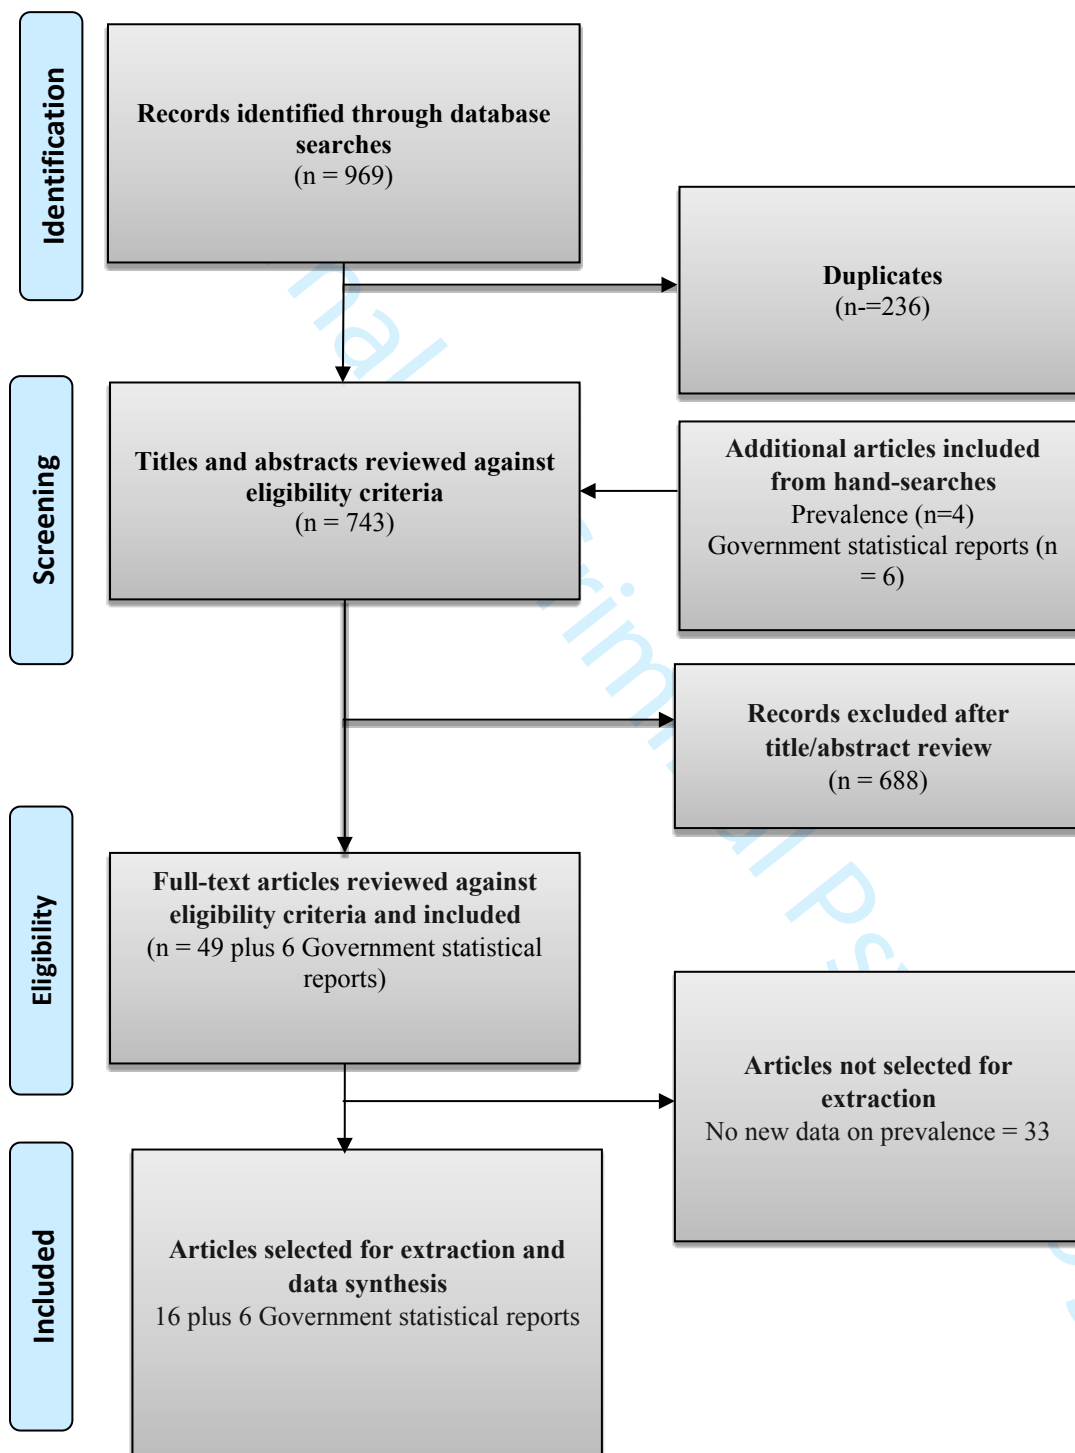 Identification
Records identified through database
searches
(n = 969)
Duplicates
(n-=236)
Screening
Titles and abstracts reviewed against
eligibility criteria
(n = 743)
Additional articles included
from hand-searches
Prevalence (n=4)
Government statistical reports (n
= 6)
Records excluded after
title/abstract review
(n = 688)
Eligibility
Full-text articles reviewed against
eligibility criteria and included
(n = 49 plus 6 Government statistical
reports)
Articles not selected for
extraction
No new data on prevalence = 33
Included
Articles selected for extraction and
data synthesis
16 plus 6 Government statistical reports